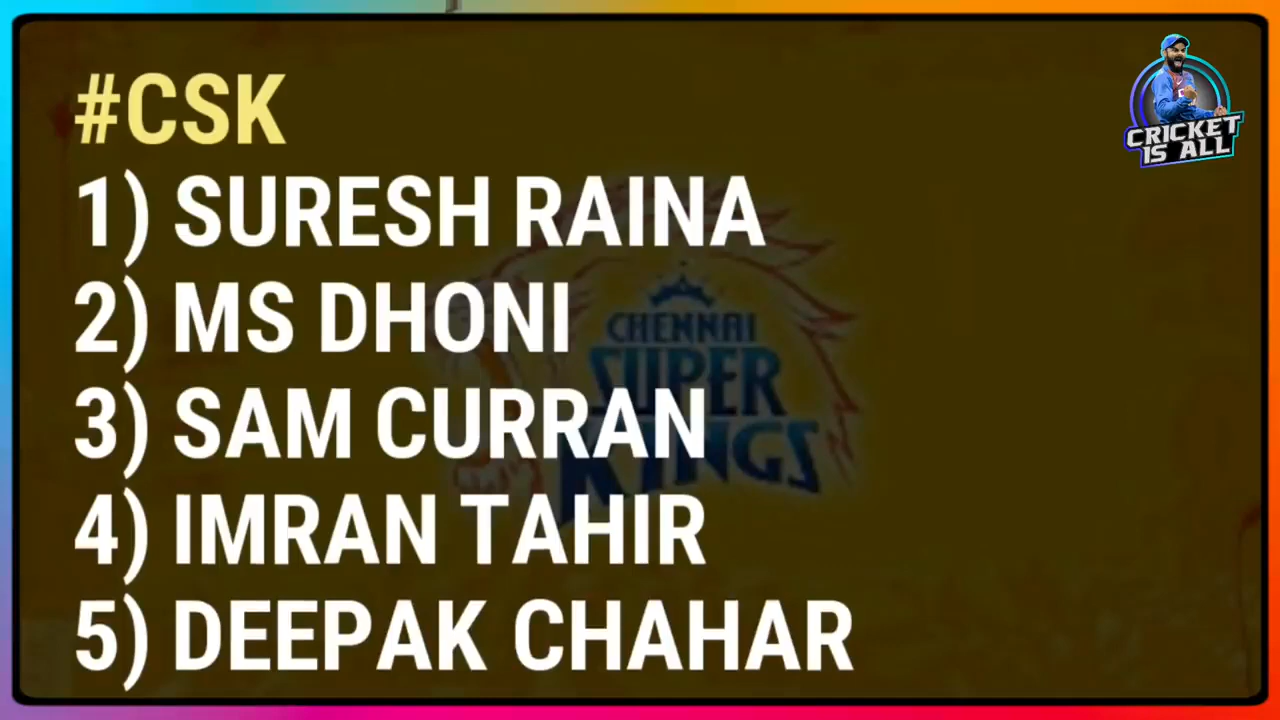 #CSK
CRICKET
IS ALL
1) SURESH RAINA
2) MS DHONI
CHENNAI
SUPER
3) SAM CURRAN
KINGS
4) IMRAN TAHIR
5) DEEPAK CHAHAR